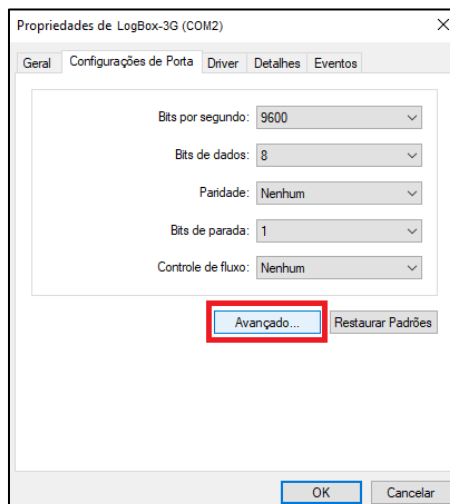 Propriedades de LogBox-3G (COM2)
Geral Configurações de Porta Driver Detalhes Eventos
Bits por segundo: 9600
Bits de dados: 8
Paridade: Nenhum
Bits de parada: 1
Controle de fluxo: Nenhum
Avançado... Restaurar Padrões
OK Cancelar